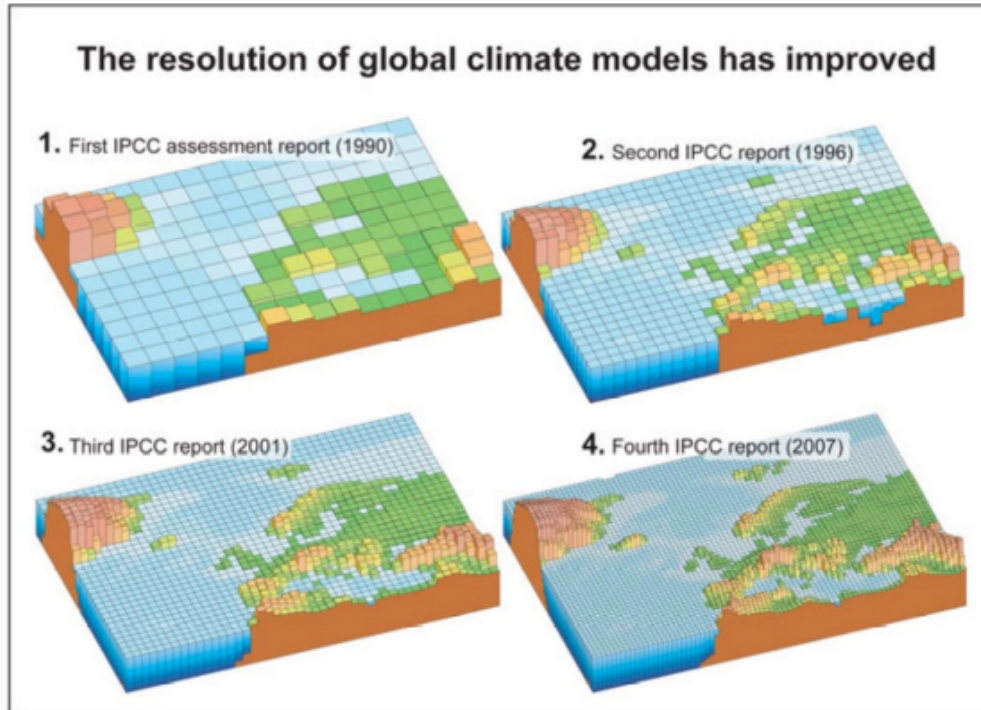 The resolution of global climate models has improved
1. First IPCC assessment report (1990)
2. Second IPCC report (1996)
3. Third IPCC report (2001)
4. Fourth IPCC report (2007)